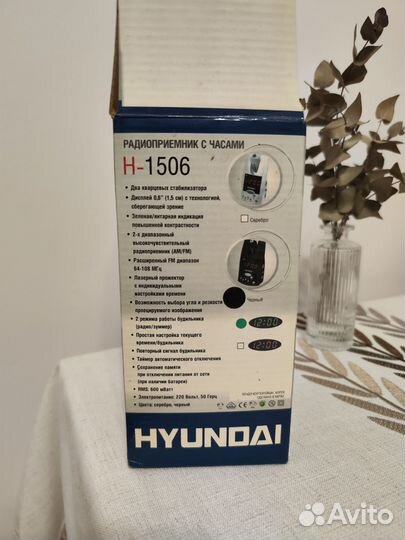 РАДИОПРИЕМНИК С ЧАСАМИ
H-1506
• Два кварцевых стабилизатора
• Дисплей 0,6" (1,5 см) с технологией,
сберегающей зрение
• Зеленая/янтарная индикация
повышенной контрастности
• 2-х диапазонный
высокочувствительный
радиоприемник (AM/FM)
• Расширенный FM диапазон
64-108 МГц
• Лазерный проектор
с индивидуальными
настройками времени
• Возможность выбора угла и резкости
проецируемого изображения
• 2 режима работы будильника
(радио/зуммер)
• Простая настройка текущего
времени/будильника
• Повторный сигнал будильника
• Таймер автоматического отключения
• Сохранение памяти
при отключении питания от сети
(при наличии батареи)
• RMS: 600 мВатт
• Электропитание: 220 Вольт, 50 Герц
• Цвета: серебро, черный
Серебро
Черный
12:00
12:00
HYUNDAI
Avito